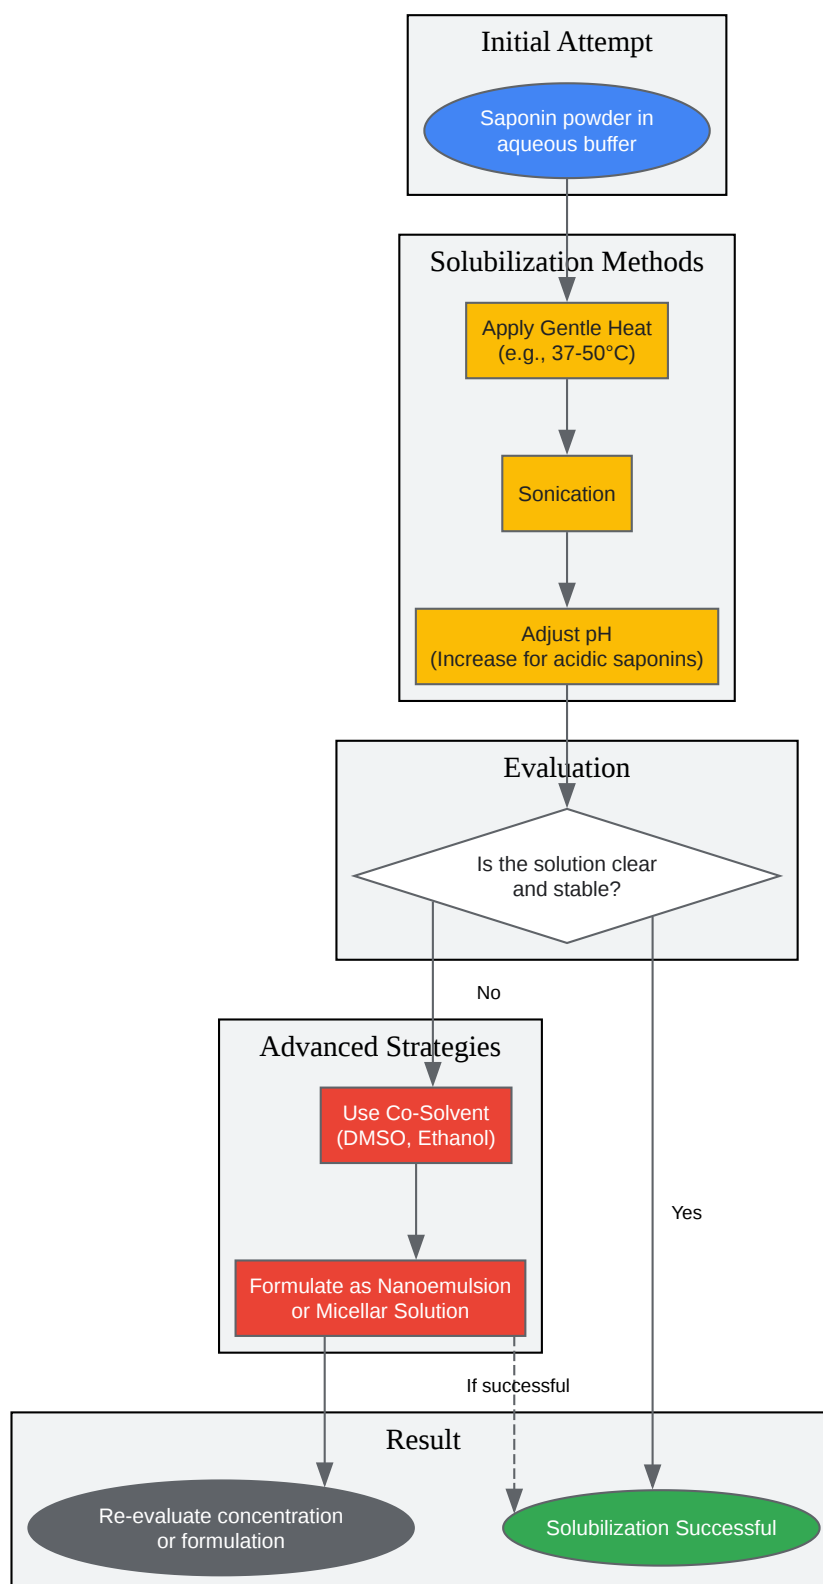 Initial Attempt
Saponin powder in
aqueous buffer
Solubilization Methods
Apply Gentle Heat
(e.g., 37-50°C)
Sonication
Adjust pH
(Increase for acidic saponins)
Evaluation
Is the solution clear
and stable?
No
Advanced Strategies
Use Co-Solvent
(DMSO, Ethanol)
Yes
Formulate as Nanoemulsion
or Micellar Solution
If successful
Result
Re-evaluate concentration
or formulation
Solubilization Successful